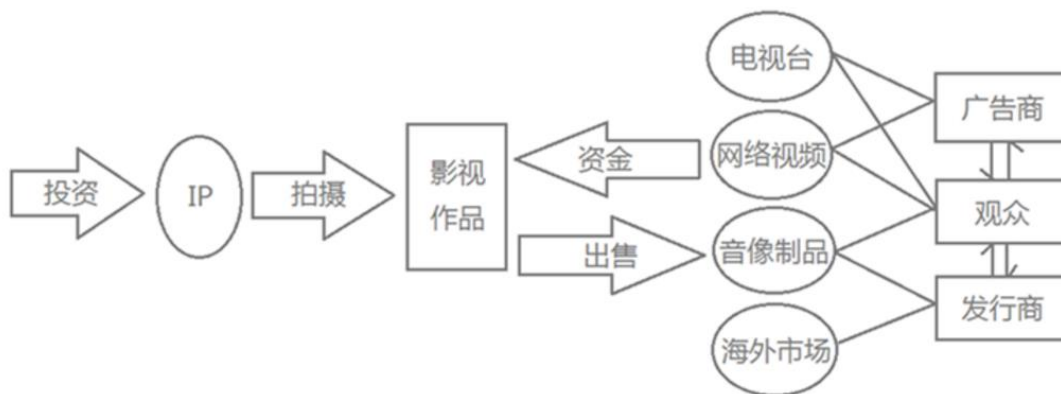 投资
IP
拍摄
影视
作品
资金
出售
电视台
网络视频
音像制品
海外市场
广告商
观众
发行商